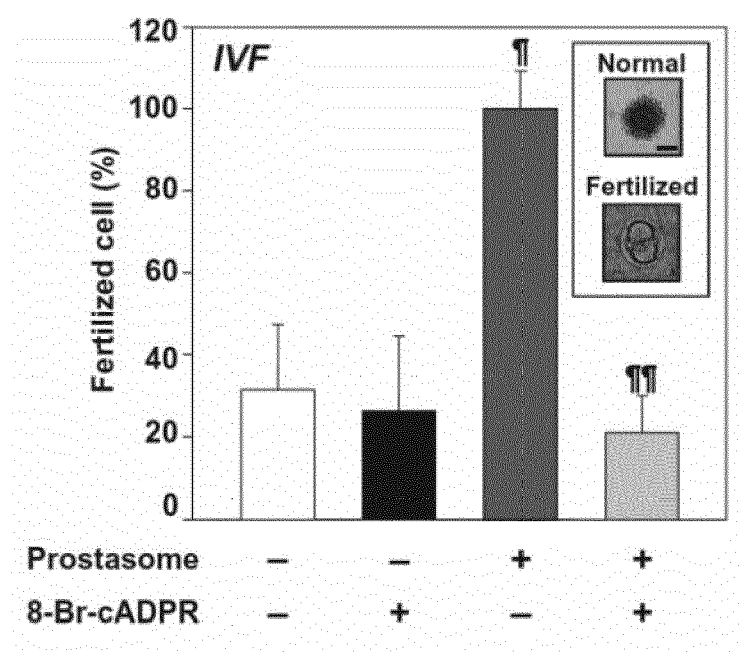 IVF
¶
¶¶
Normal
Fertilized
Fertilized cell (%)
120
100
80
60
40
20
0
Prostasome – – + +
8-Br-cADPR – + – +